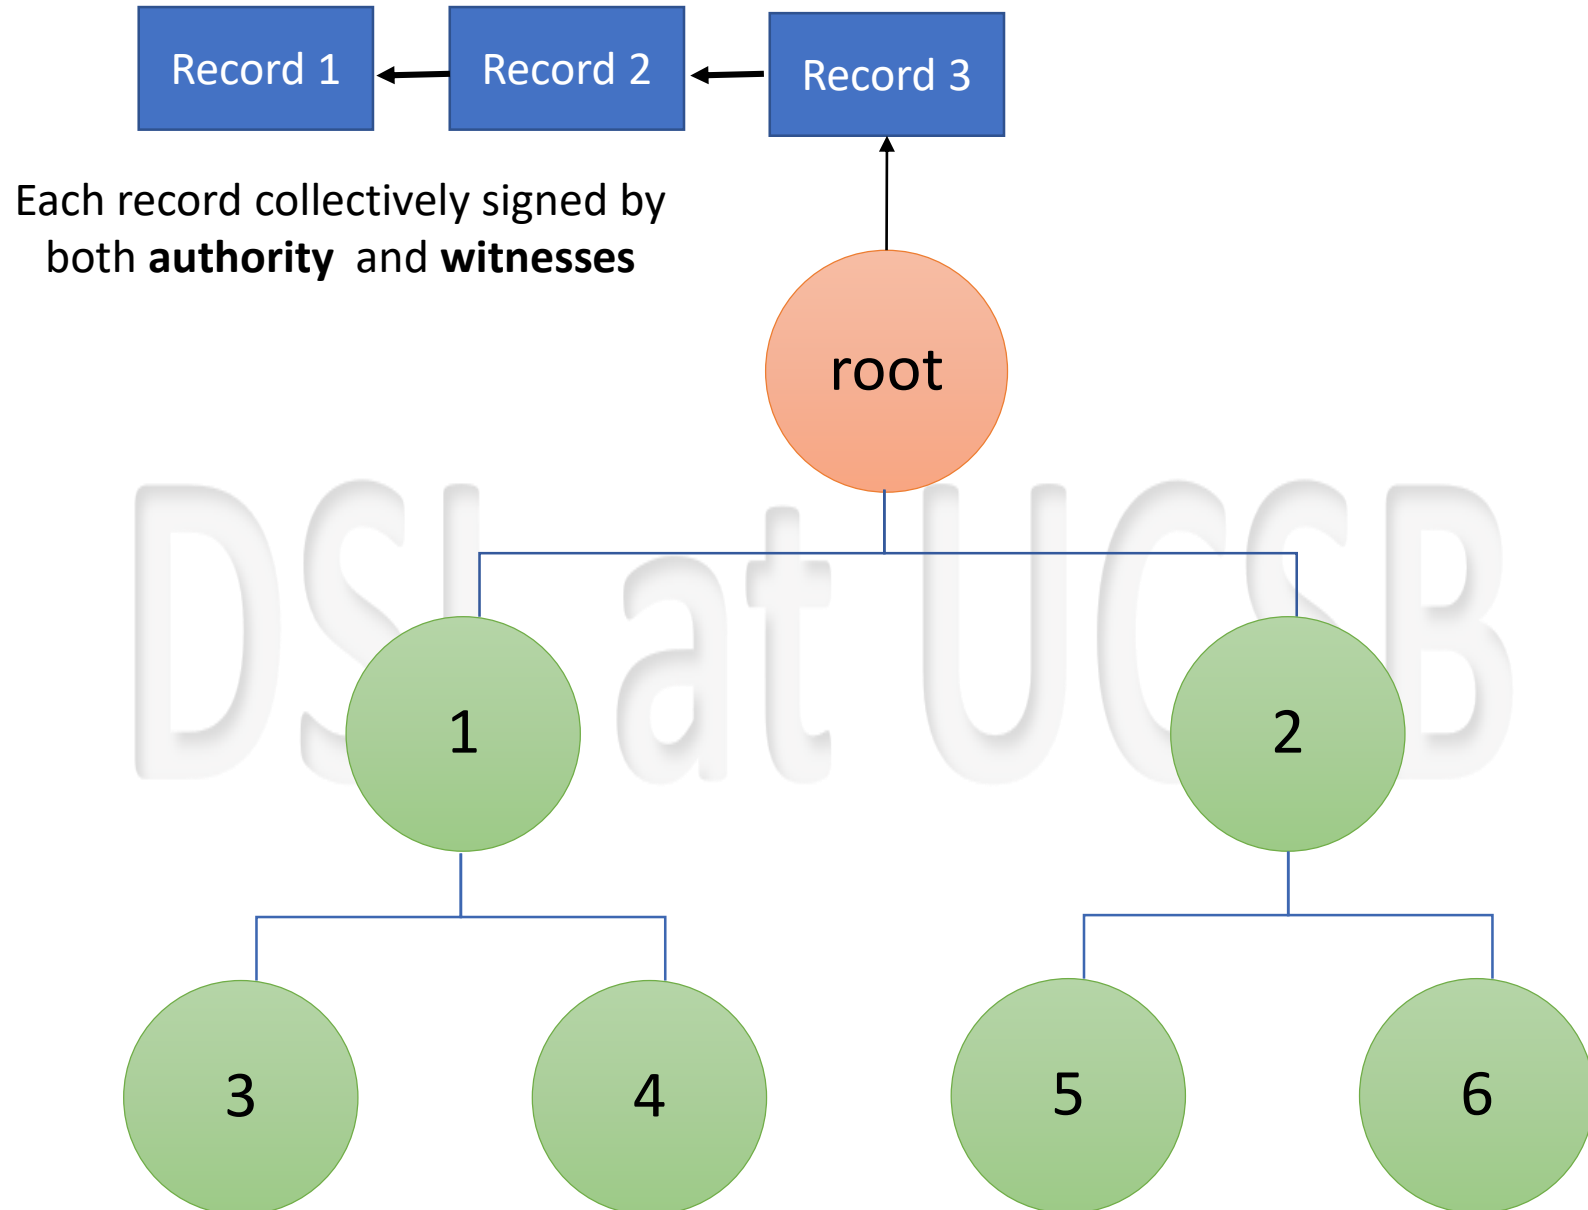 Record 1
Record 2
Record 3
Each record collectively signed by
both authority and witnesses
root
DSL at UCSB
1
2
3
4
5
6